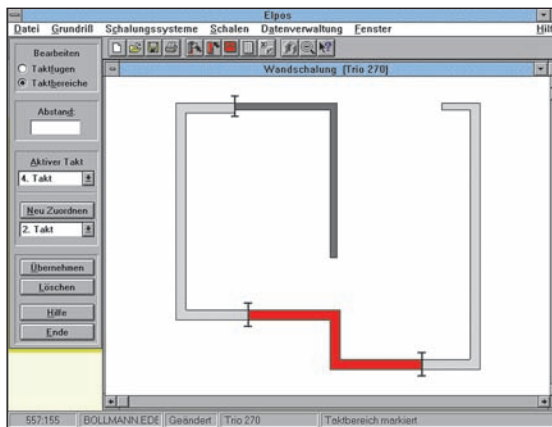 Elpos
Datei Grundriß Schalungssysteme Schalen Datenverwaltung Fenster Hilf
Bearbeiten
Taktfugen
Taktbereiche
Abstand:
Aktiver Takt
4. Takt
Neu Zuordnen
2. Takt
Übernehmen
Löschen
Hilfe
Ende
Wandschalung (Trio 270)
557:155 BOLLMANN.EDE Geändert Trio 270 Taktbereich markiert